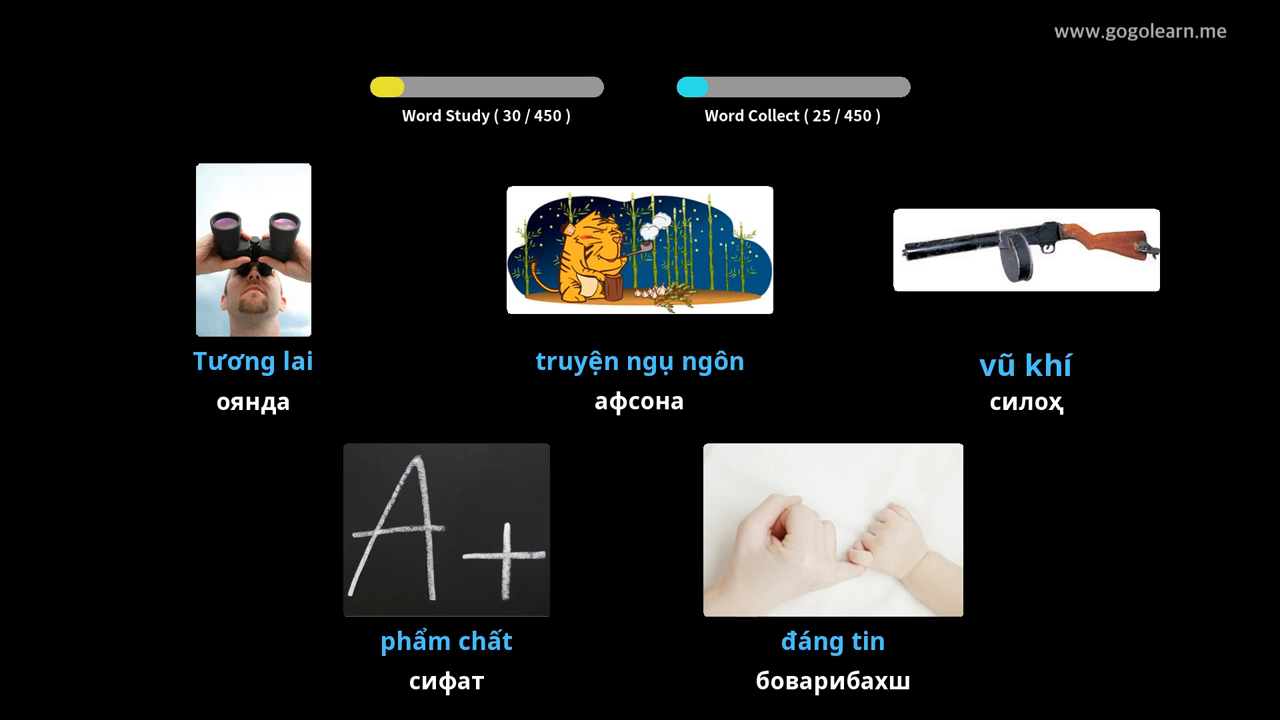 www.gogolearn.me
Word Study ( 30 / 450 )
Word Collect ( 25 / 450 )
Tương lai
оянда
truyện ngụ ngôn
афсона
vũ khí
силоҳ
A+
phẩm chất
сифат
đáng tin
боварибахш